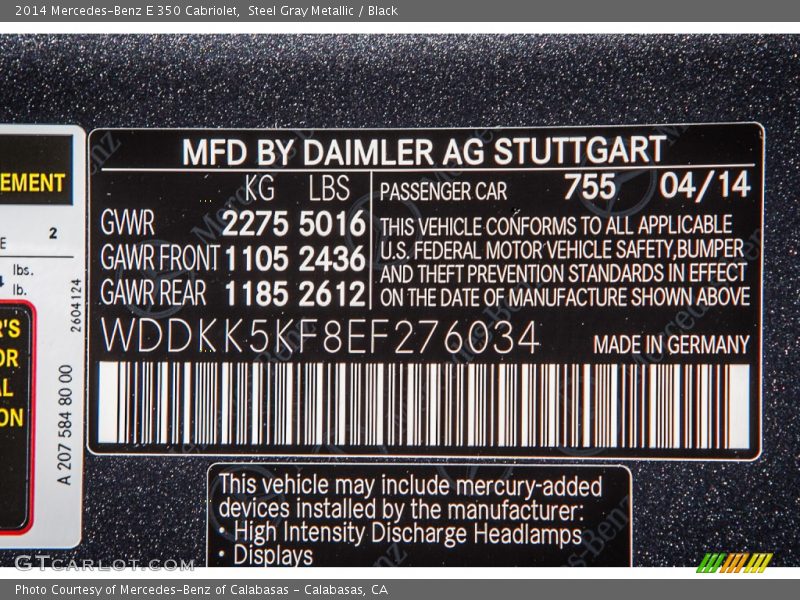 2014 Mercedes-Benz E 350 Cabriolet,  Steel Gray Metallic / Black
EMENT
2
E
lbs.
lb.
2604124
R'S
OR
AL
ON
A 207 584 80 00
MFD BY DAIMLER AG STUTTGART
KG LBS
GVWR 2275 5016
GAWR FRONT 1105 2436
GAWR REAR 1185 2612
PASSENGER CAR 755 04/14
THIS VEHICLE CONFORMS TO ALL APPLICABLE
U.S. FEDERAL MOTOR VEHICLE SAFETY,BUMPER
AND THEFT PREVENTION STANDARDS IN EFFECT
ON THE DATE OF MANUFACTURE SHOWN ABOVE
WDDKK5KF8EF276034
MADE IN GERMANY
This vehicle may include mercury-added
devices installed by the manufacturer:
· High Intensity Discharge Headlamps
· Displays
GTcarlot.com
Photo Courtesy of Mercedes-Benz of Calabasas - Calabasas, CA